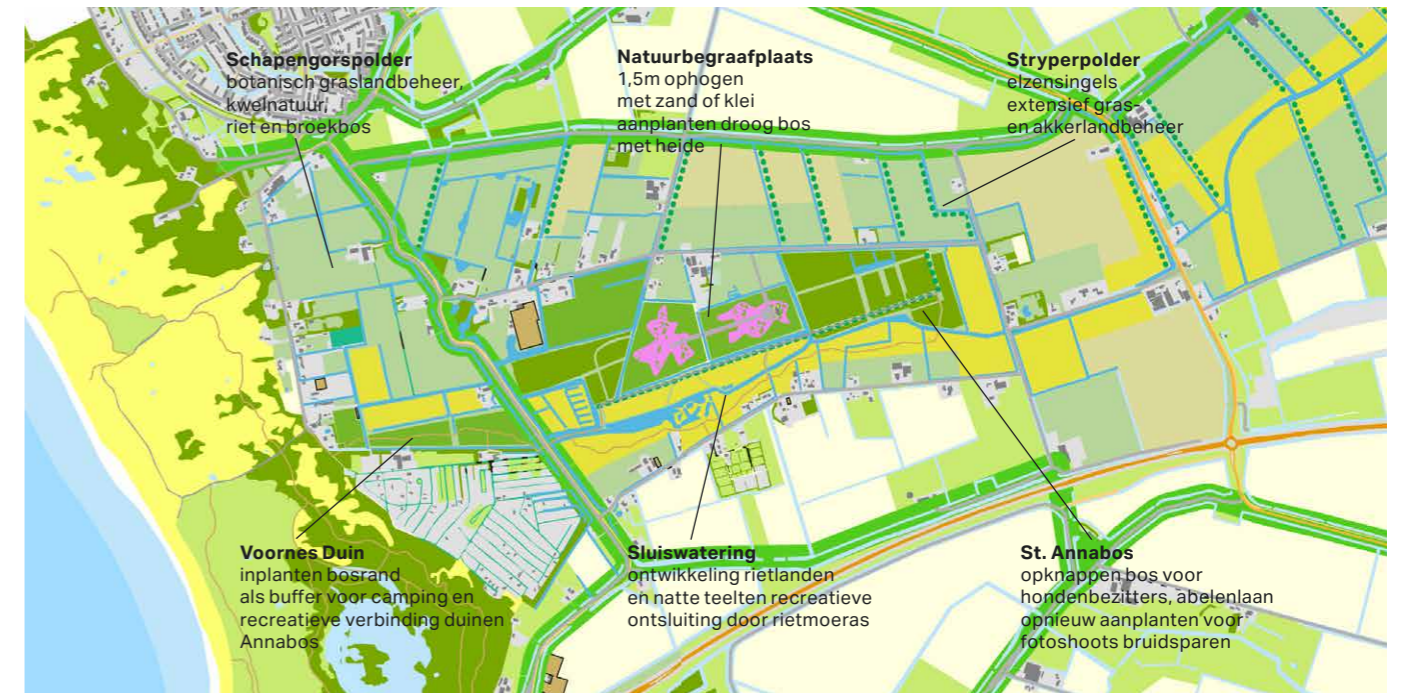 Schapengorspolder
botanisch graslandbeheer,
kwelnatuur,
riet en broekbos
Natuurbegraafplaats
1,5m ophogen
met zand of klei
aanplanten droog bos
met heide
Stryperpolder
elzensingels
extensief gras-
en akkerlandbeheer
Voornes Duin
inplanten bosrand
als buffer voor camping en
recreatieve verbinding duinen
Annabos
Sluiswatering
ontwikkeling rietlanden
en natte teelten recreatieve
ontsluiting door rietmoeras
St. Annabos
opknappen bos voor
hondenbezitters, abelenlaan
opnieuw aanplanten voor
fotoshoots bruidsparen